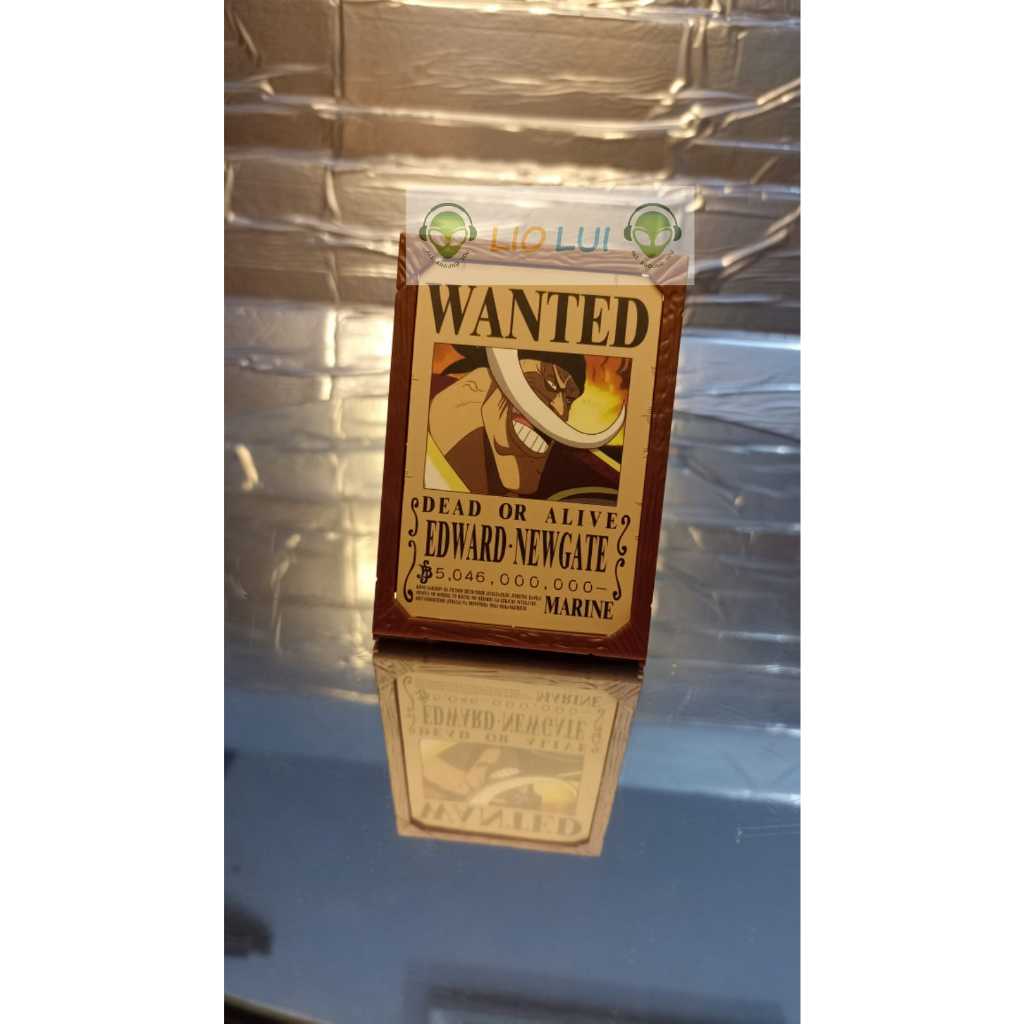 LIO LUI
WANTED
DEAD OR ALIVE
EDWARD·NEWGATE
฿5,046,000,000-
MARINE